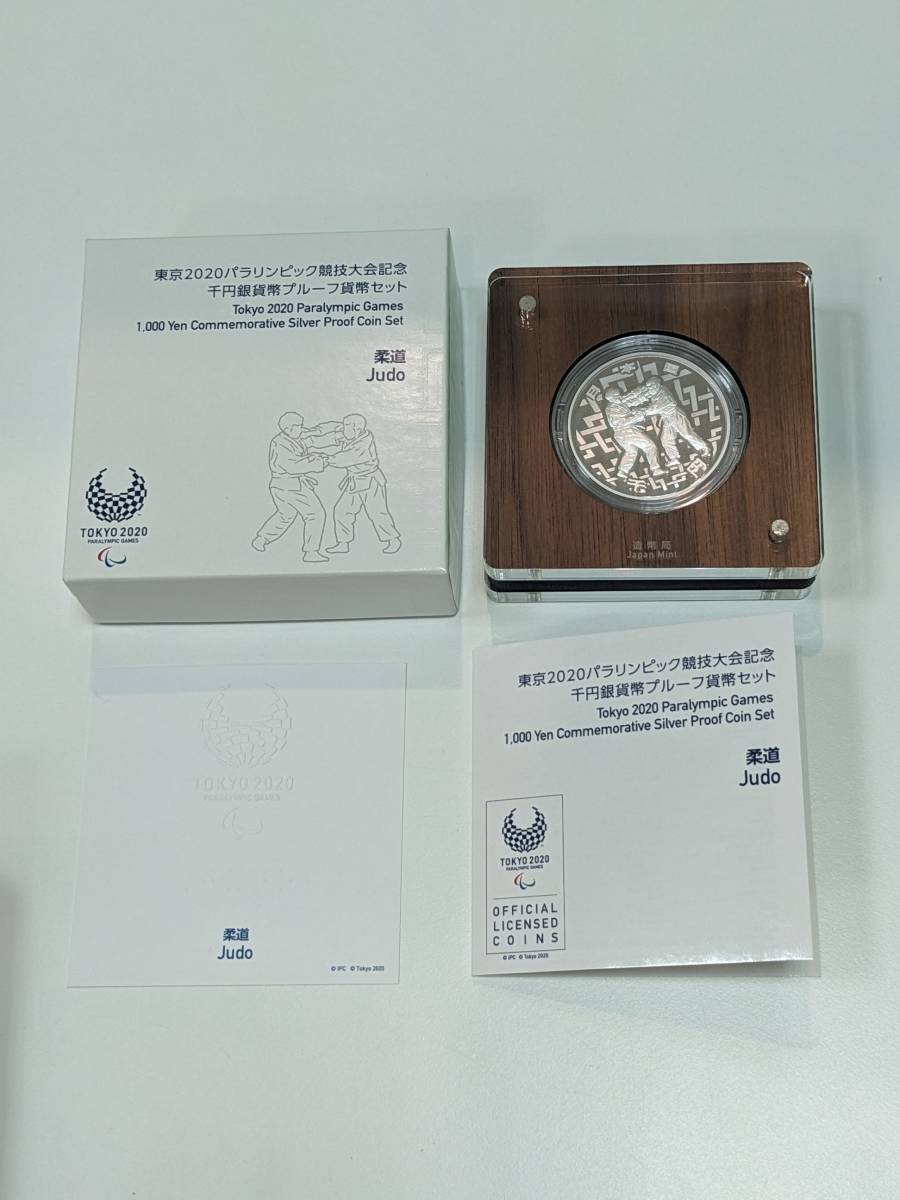 東京2020パラリンピック競技大会記念
千円銀貨幣プルーフ貨幣セット
Tokyo 2020 Paralympic Games
1,000 Yen Commemorative Silver Proof Coin Set
柔道
Judo
TOKYO 2020
PARALYMPIC GAMES
日本国
千円
造幣局
Japan Mint
TOKYO 2020
PARALYMPIC GAMES
柔道
Judo
© IPC © Tokyo 2020
東京2020パラリンピック競技大会記念
千円銀貨幣プルーフ貨幣セット
Tokyo 2020 Paralympic Games
1,000 Yen Commemorative Silver Proof Coin Set
柔道
Judo
TOKYO 2020
PARALYMPIC GAMES
OFFICIAL
LICENSED
COINS
© IPC © Tokyo 2020